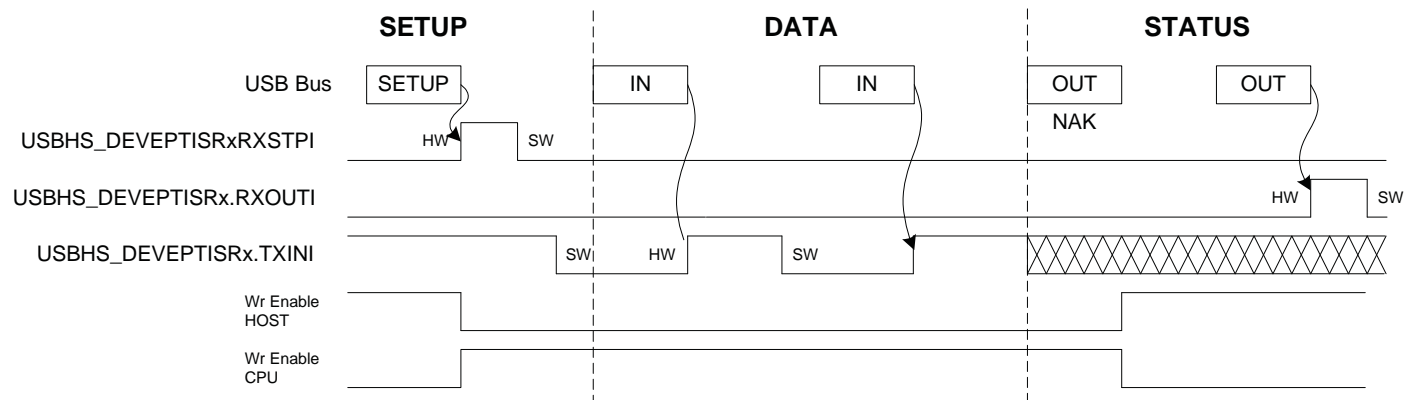 SETUP DATA STATUS
USB Bus SETUP IN IN OUT OUT
NAK
USBHS_DEVEPTISRxRXSTPI HW SW
USBHS_DEVEPTISRx.RXOUTI HW SW
USBHS_DEVEPTISRx.TXINI SW HW SW
Wr Enable
HOST
Wr Enable
CPU